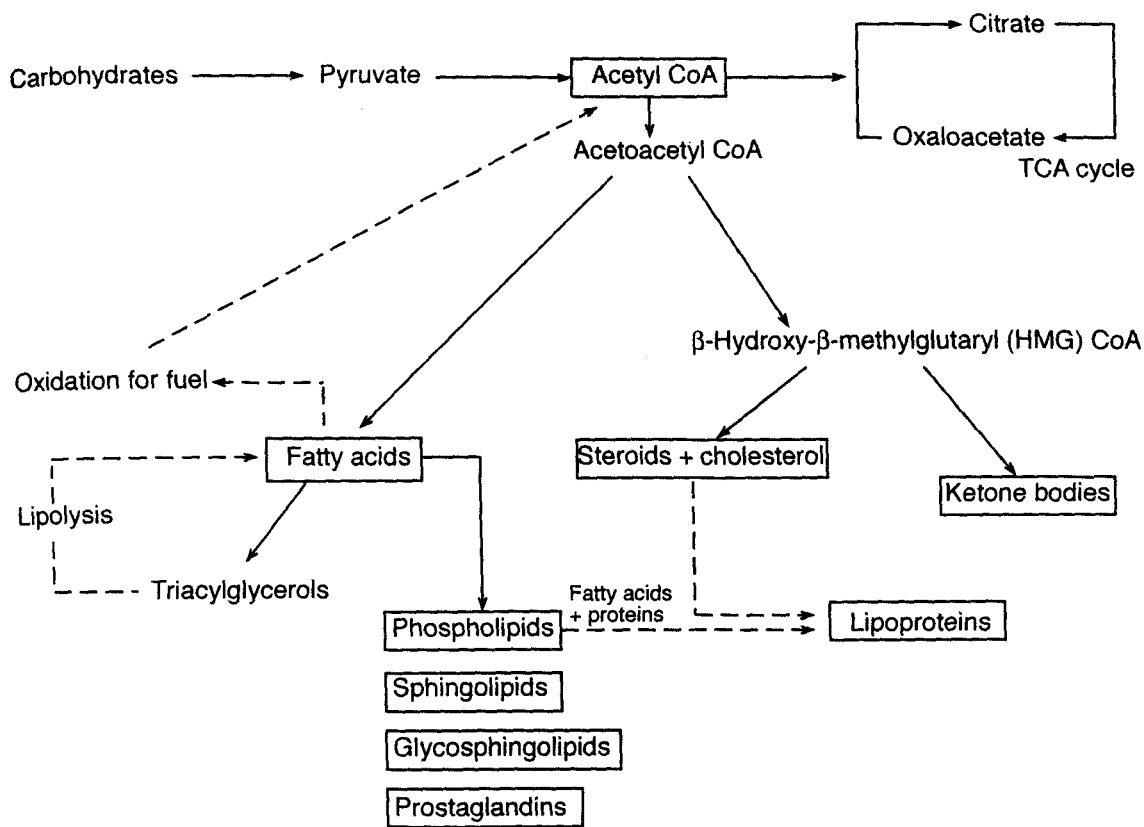 Citrate
Carbohydrates
Pyruvate
Acetyl CoA
Oxaloacetate
TCA cycle
Acetoacetyl CoA
β-Hydroxy-β-methylglutaryl (HMG) CoA
Oxidation for fuel
Fatty acids
Steroids + cholesterol
Ketone bodies
Lipolysis
Triacylglycerols
Fatty acids
+ proteins
Phospholipids
Lipoproteins
Sphingolipids
Glycosphingolipids
Prostaglandins